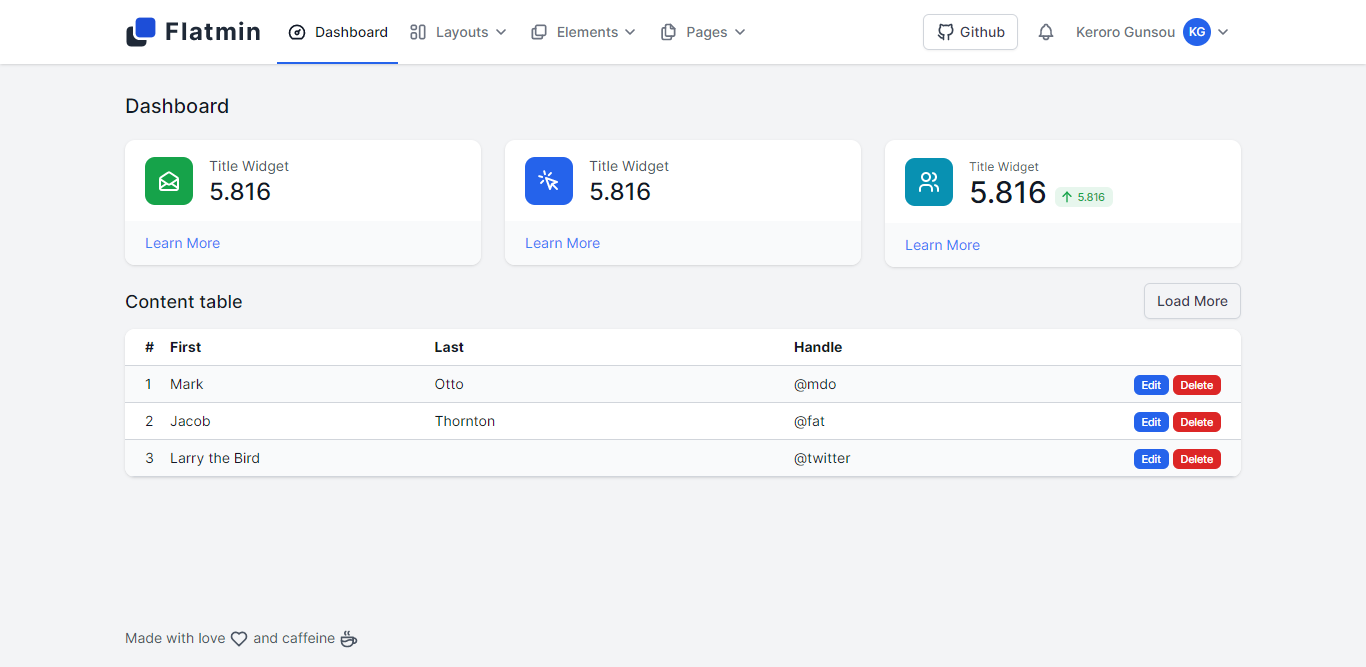 Flatmin Dashboard Layouts Elements Pages Github Keroro Gunsou KG
Dashboard
Title Widget
5.816
Learn More
Title Widget
5.816
Learn More
Title Widget
5.816 5.816
Learn More
Content table Load More
# First Last Handle
1 Mark Otto @mdo Edit Delete
2 Jacob Thornton @fat Edit Delete
3 Larry the Bird @twitter Edit Delete
Made with love and caffeine